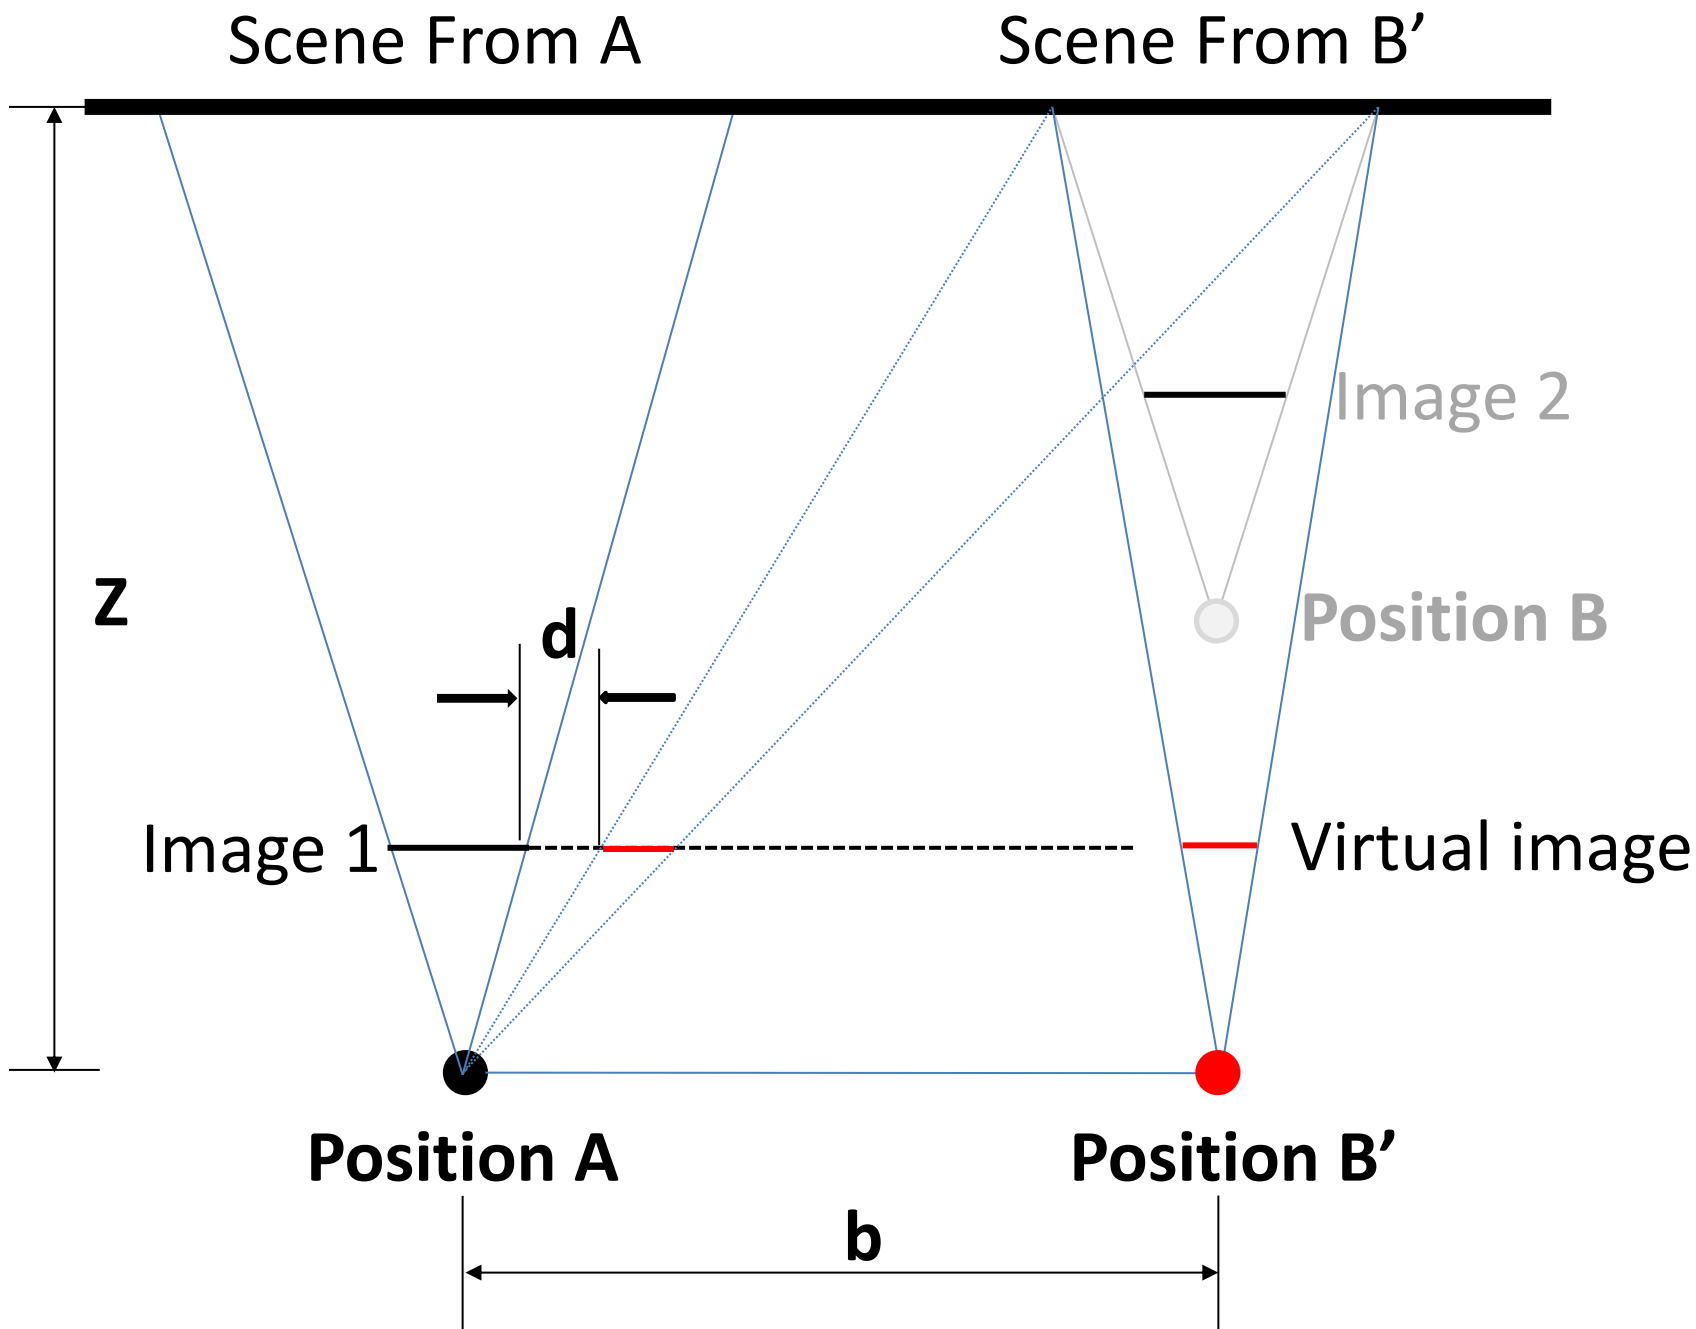 Scene From A
Scene From B’
Image 2
Z
Position B
d
Image 1
Virtual image
Position A
Position B’
b